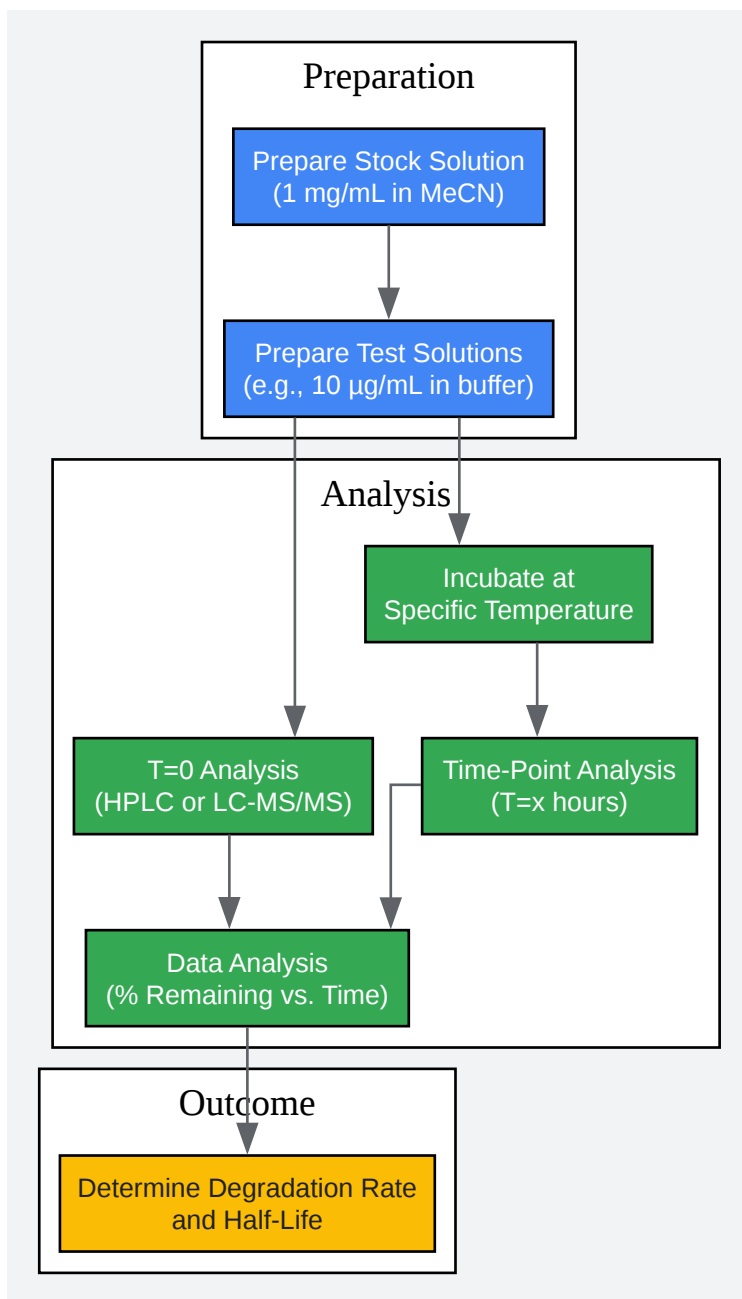 Preparation
Prepare Stock Solution
(1 mg/mL in MeCN)
Prepare Test Solutions
(e.g., 10 µg/mL in buffer)
Analysis
Incubate at
Specific Temperature
T=0 Analysis
(HPLC or LC-MS/MS)
Time-Point Analysis
(T=x hours)
Data Analysis
(% Remaining vs. Time)
Outcome
Determine Degradation Rate
and Half-Life